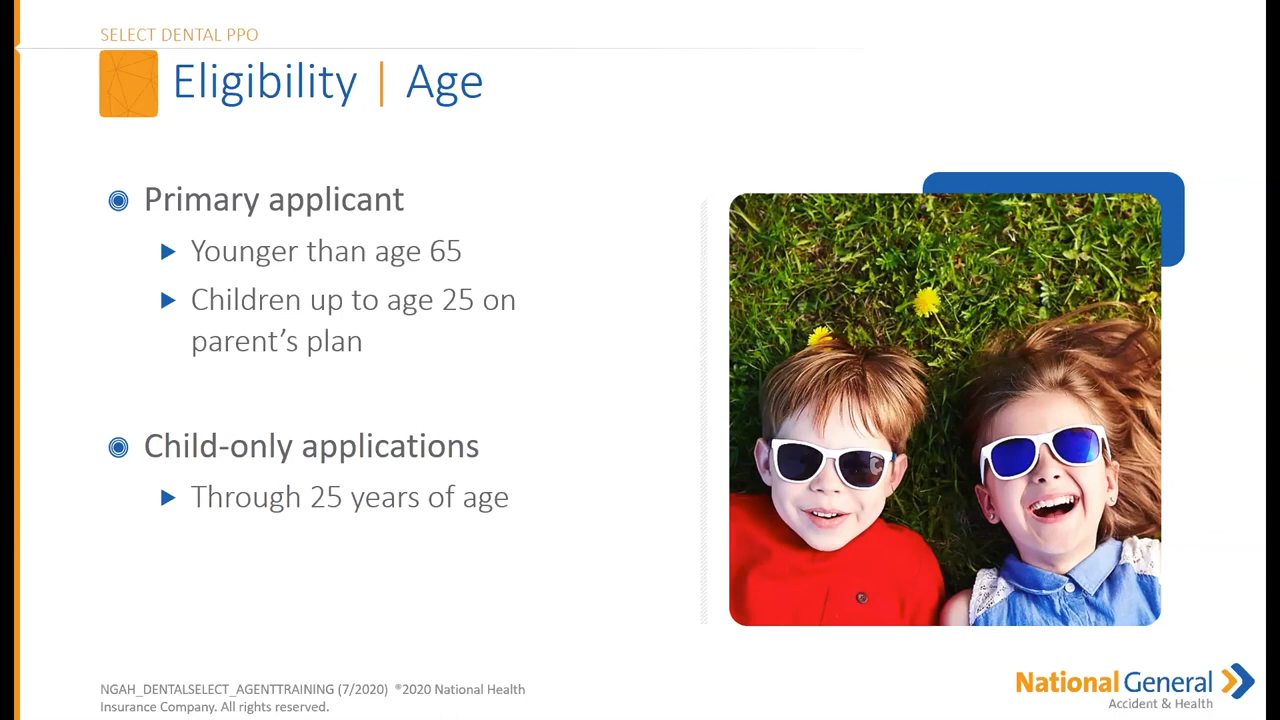 SELECT DENTAL PPO
Eligibility | Age
Primary applicant
Younger than age 65
Children up to age 25 on
parent’s plan
Child-only applications
Through 25 years of age
NGAH_DENTALSELECT_AGENTTRAINING (7/2020) ®2020 National Health
Insurance Company. All rights reserved.
National General
Accident & Health